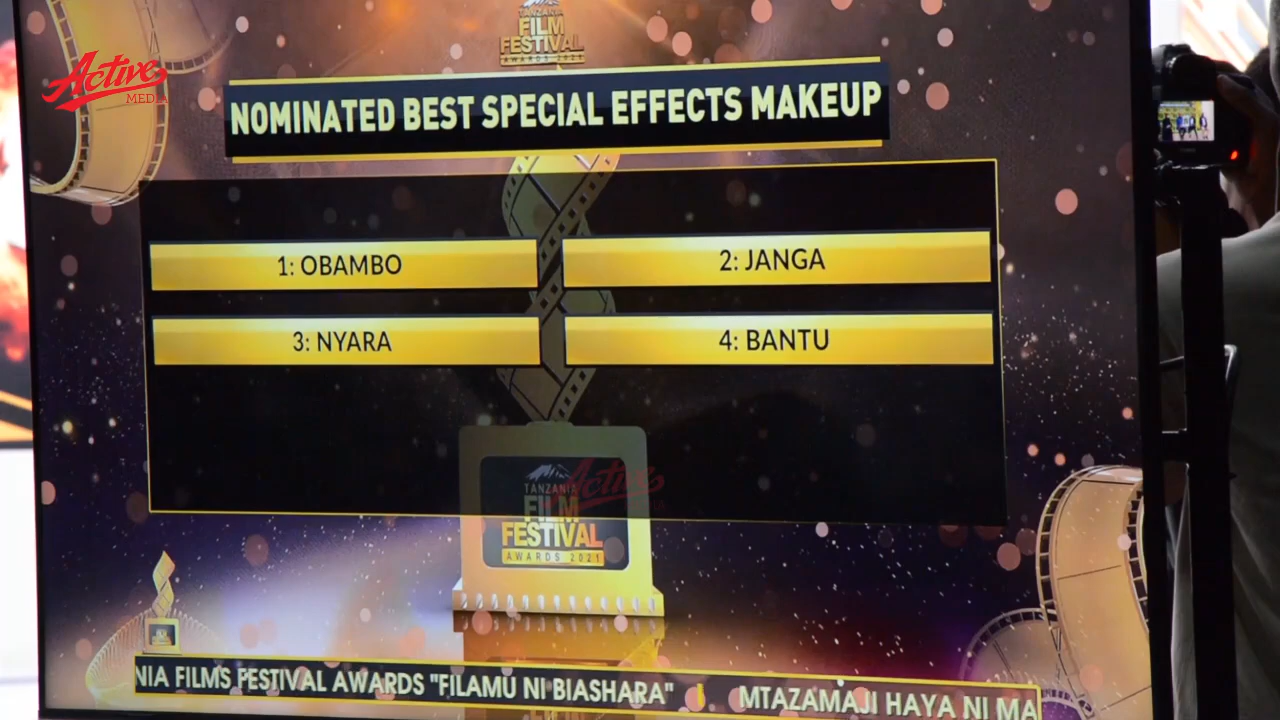 TANZANIA
FILM
FESTIVAL
AWARDS 2021
Active
MEDIA
NOMINATED BEST SPECIAL EFFECTS MAKEUP
1: OBAMBO
2: JANGA
3: NYARA
4: BANTU
Active
TANZANIA
FILM
FESTIVAL
AWARDS 2021
NIA FILMS FESTIVAL AWARDS "FILAMU NI BIASHARA" MTAZAMAJI HAYA NI MA